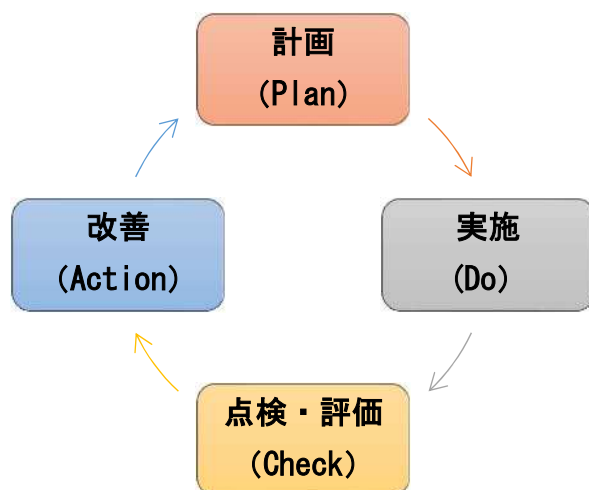 計画
(Plan)
実施
(Do)
点検・評価
(Check)
改善
(Action)